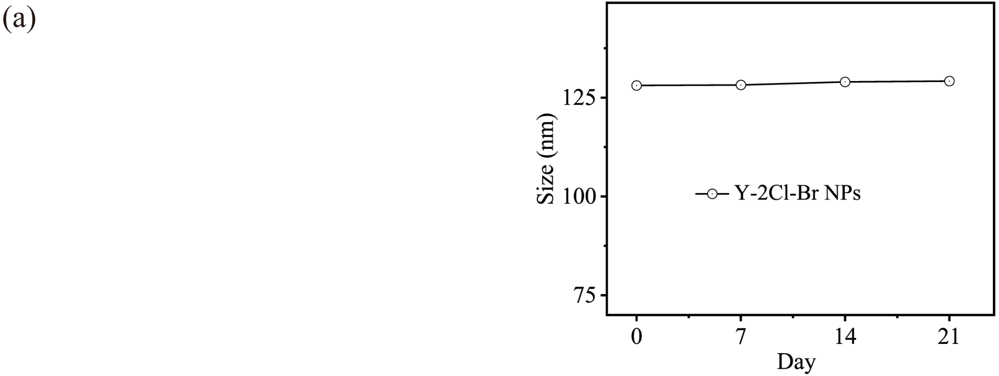 (a)
125
100
75
Size (nm)
Y-2Cl-Br NPs
0 7 14 21
Day